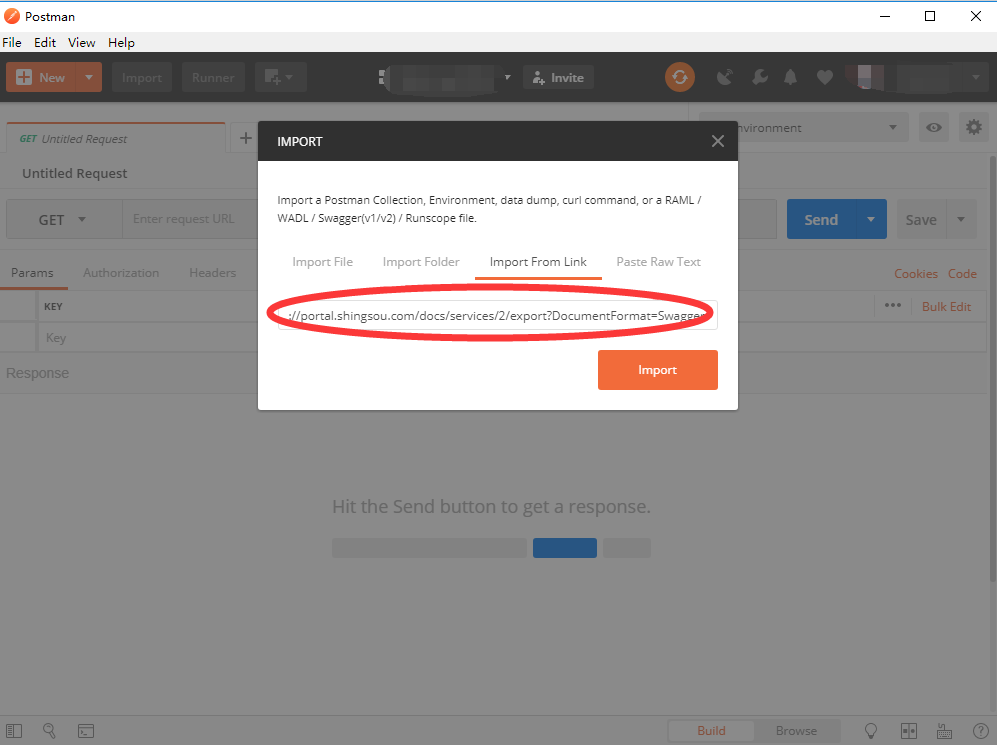 Postman
File Edit View Help
New Import Runner Invite
GET Untitled Request
nvironment
Untitled Request
GET Enter request URL Send Save
Params Authorization Headers Cookies Code
KEY Bulk Edit
Key
Response
IMPORT
Import a Postman Collection, Environment, data dump, curl command, or a RAML /
WADL / Swagger(v1/v2) / Runscope file.
Import File Import Folder Import From Link Paste Raw Text
://portal.shingsou.com/docs/services/2/export?DocumentFormat=Swagger
Import
Hit the Send button to get a response.
Build Browse